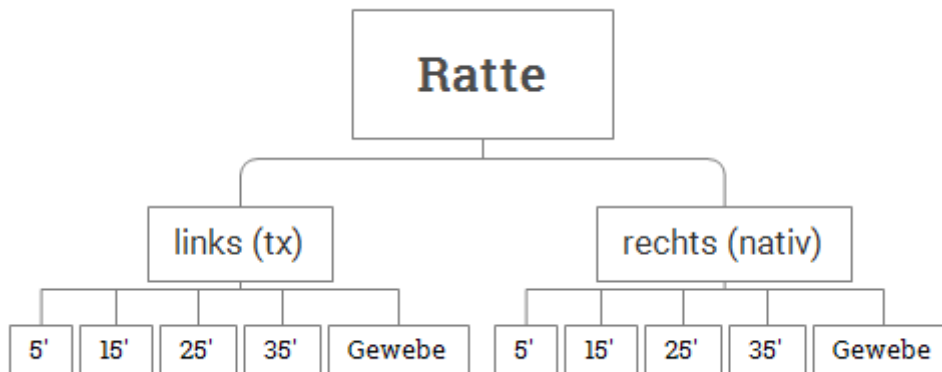 Ratte
links (tx)
rechts (nativ)
5' 15' 25' 35' Gewebe
5' 15' 25' 35' Gewebe